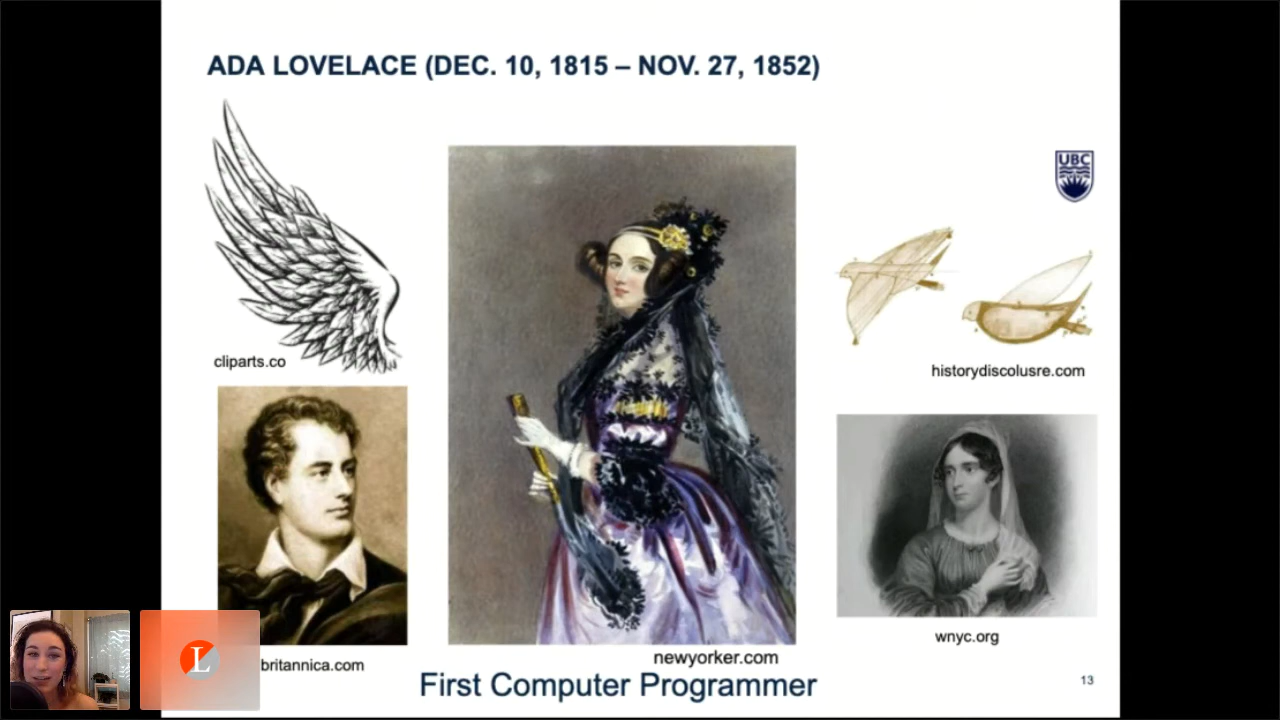 ADA LOVELACE (DEC. 10, 1815 – NOV. 27, 1852)
UBC
cliparts.co
historydiscolusre.com
britannica.com
newyorker.com
wnyc.org
First Computer Programmer
13
L